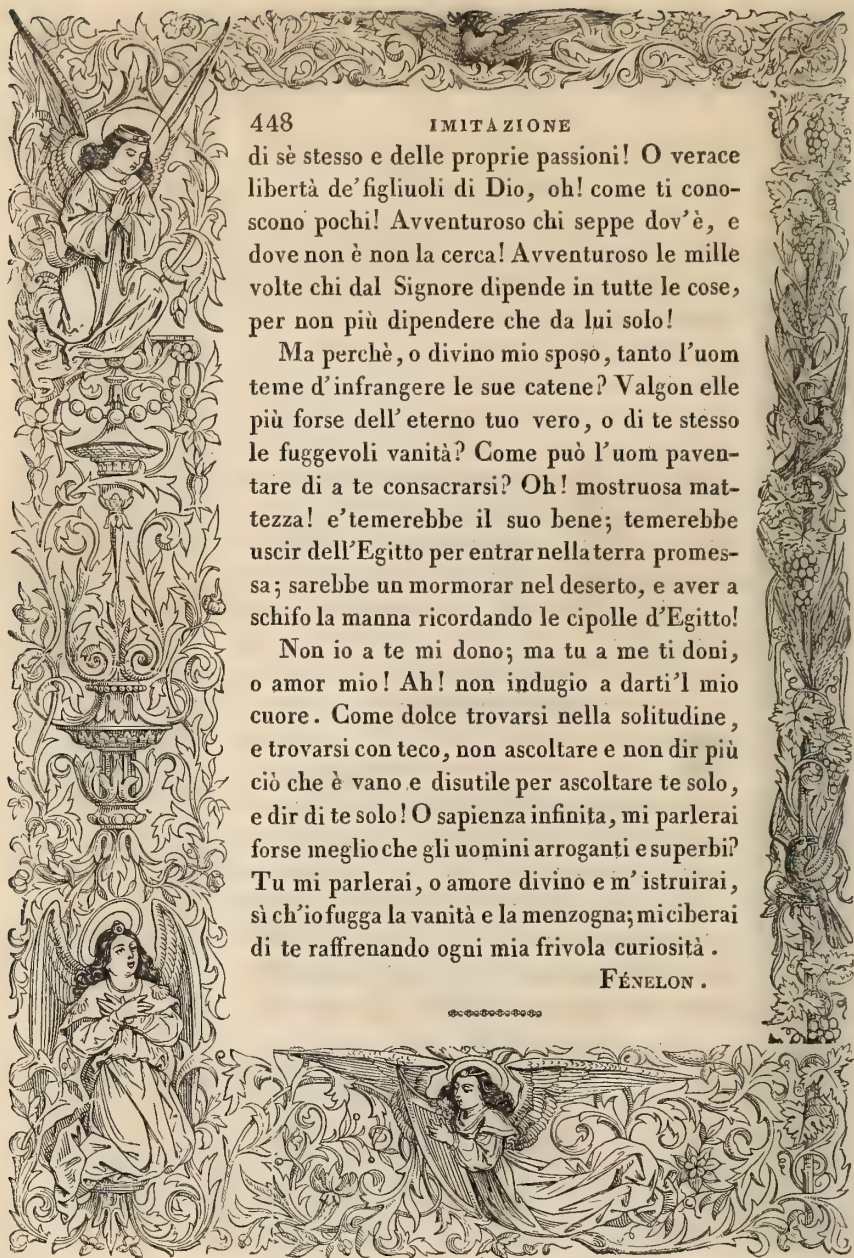 448 IMITAZIONE
di sè stesso e delle proprie passioni! O verace
libertà de'figliuoli di Dio, oh! come ti cono-
scono pochi! Avventuroso chi seppe dov'è, e
dove non è non la cerca! Avventuroso le mille
volte chi dal Signore dipende in tutte le cose,
per non più dipendere che da lui solo!
Ma perchè, o divino mio sposo, tanto l'uom
teme d'infrangere le sue catene? Valgon elle
più forse dell'eterno tuo vero, o di te stesso
le fuggevoli vanità? Come può l'uom paven-
tare di a te consacrarsi? Oh! mostruosa mat-
tezza! e'temerebbe il suo bene; temerebbe
uscir dell'Egitto per entrar nella terra promes-
sa; sarebbe un mormorar nel deserto, e aver a
schifo la manna ricordando le cipolle d'Egitto!
Non io a te mi dono; ma tu a me ti doni,
o amor mio! Ah! non indugio a darti'l mio
cuore. Come dolce trovarsi nella solitudine,
e trovarsi con teco, non ascoltare e non dir più
ciò che è vano e disutile per ascoltare te solo,
e dir di te solo! O sapienza infinita, mi parlerai
forse meglio che gli uomini arroganti e superbi?
Tu mi parlerai, o amore divino e m'istruirai,
sì ch'io fugga la vanità e la menzogna; mi ciberai
di te raffrenando ogni mia frivola curiosità.
FÉNELON.